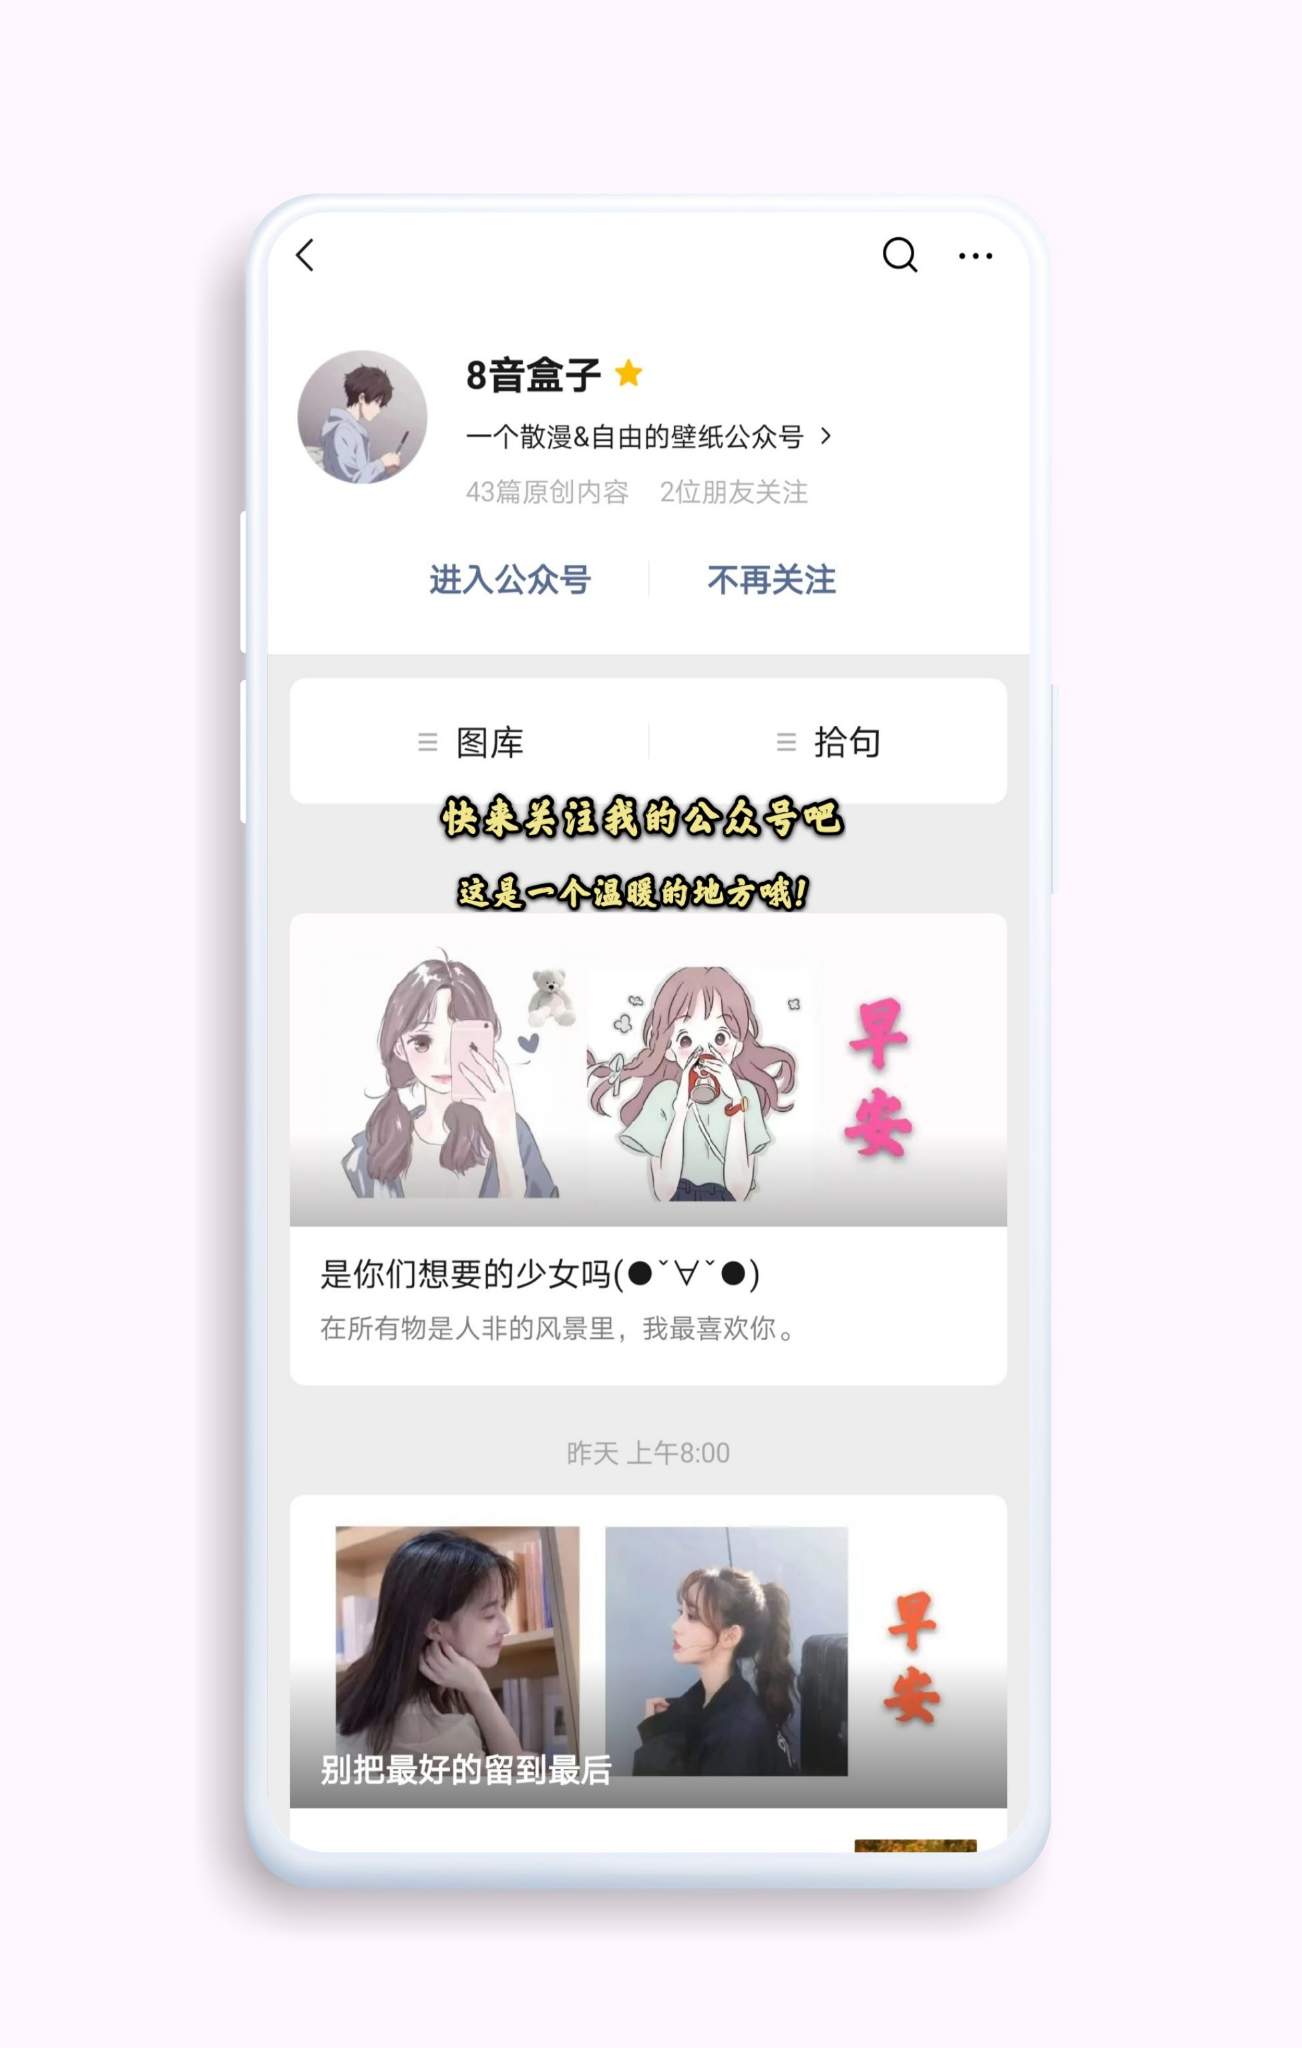 8音盒子
一个散漫&自由的壁纸公众号 >
43篇原创内容 2位朋友关注
进入公众号 不再关注
图库 拾句
快来关注我的公众号吧
这是一个温暖的地方哦!
早
安
是你们想要的少女吗(●ˇ∀ˇ●)
在所有物是人非的风景里，我最喜欢你。
昨天 上午8:00
早
安
别把最好的留到最后